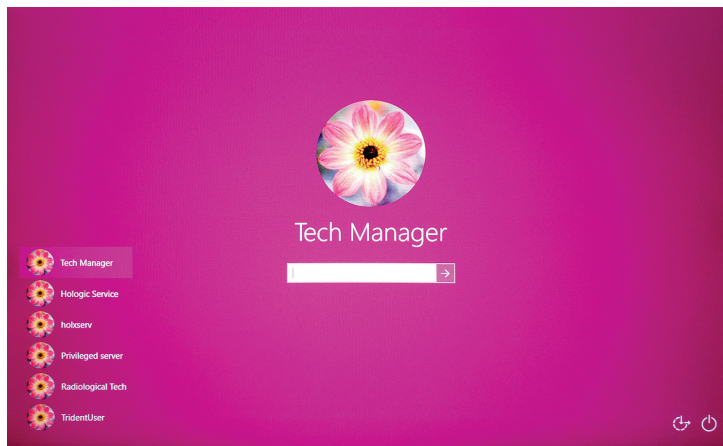 Tech Manager
Tech Manager
Hologic Service
holxserv
Privileged server
Radiological Tech
TridentUser